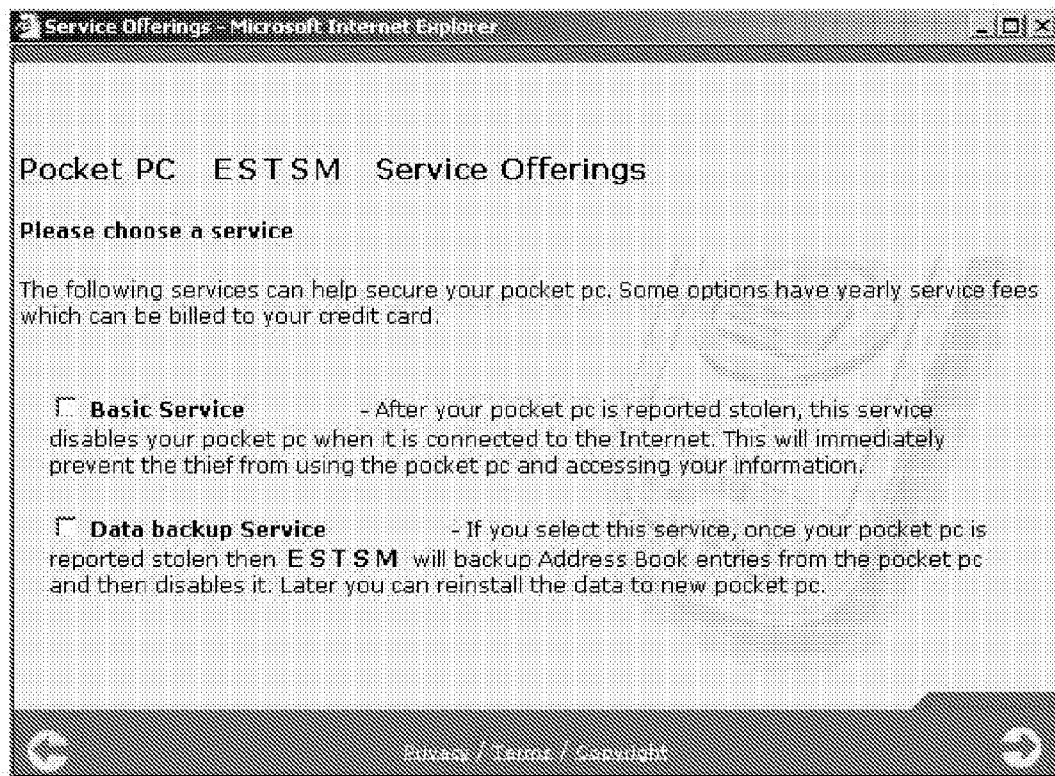 Service Offerings - Microsoft Internet Explorer
Pocket PC ESTSM Service Offerings
Please choose a service
The following services can help secure your pocket pc. Some options have yearly service fees
which can be billed to your credit card.
Basic Service - After your pocket pc is reported stolen, this service
disables your pocket pc when it is connected to the Internet. This will immediately
prevent the thief from using the pocket pc and accessing your information.
Data backup Service - If you select this service, once your pocket pc is
reported stolen then ESTSM will backup Address Book entries from the pocket pc
and then disables it. Later you can reinstall the data to new pocket pc.
Privacy / Terms / Copyright